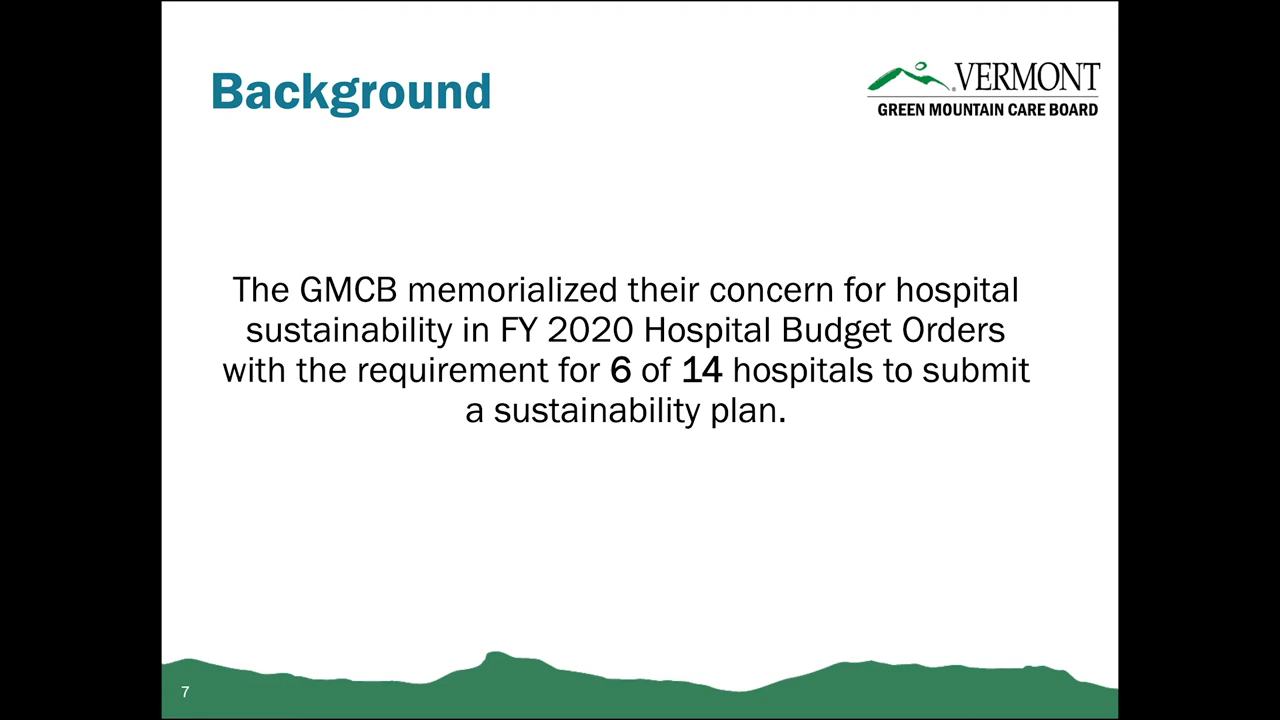 Background
VERMONT
GREEN MOUNTAIN CARE BOARD
The GMCB memorialized their concern for hospital
sustainability in FY 2020 Hospital Budget Orders
with the requirement for 6 of 14 hospitals to submit
a sustainability plan.
7